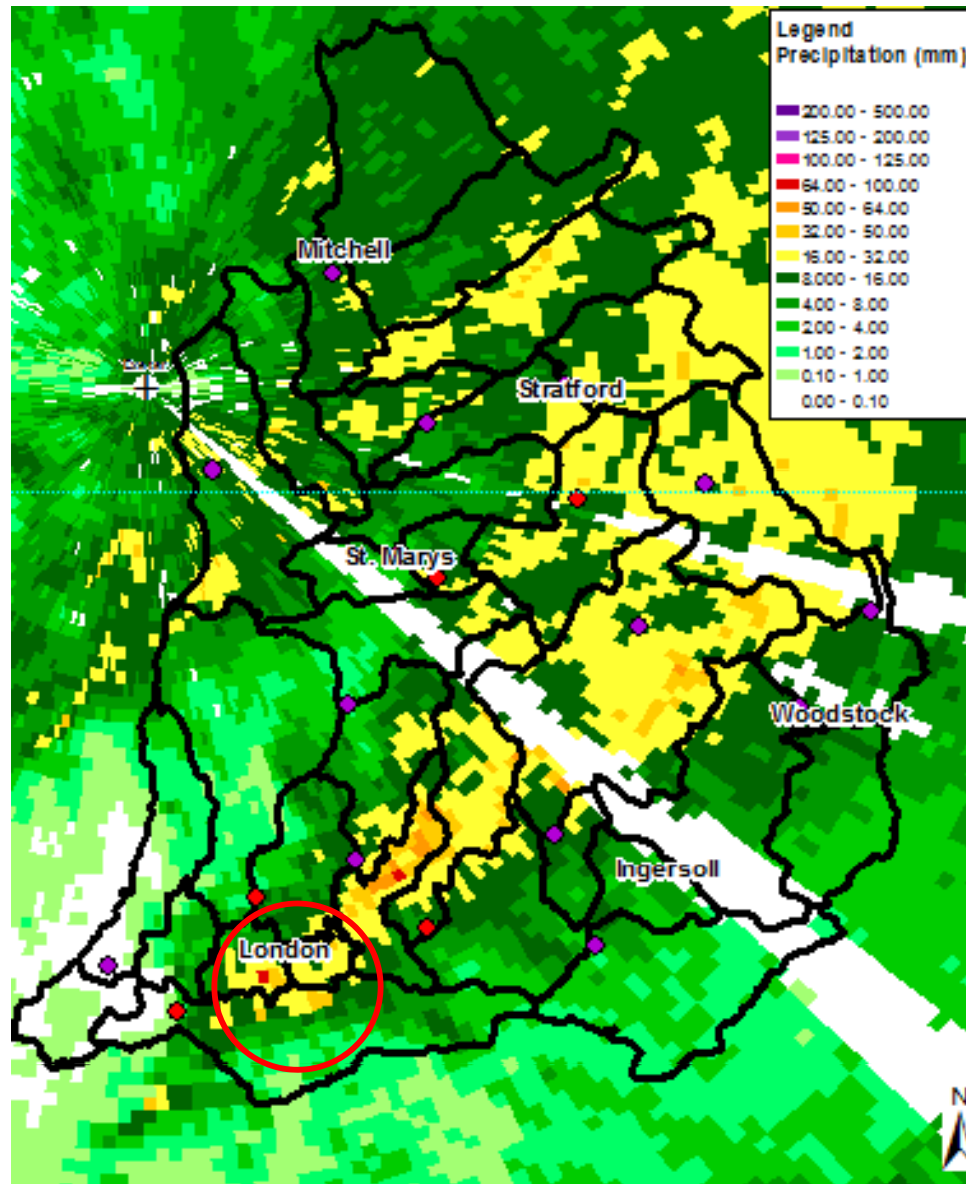 Legend
Precipitation (mm)
200.00 - 500.00
125.00 - 200.00
100.00 - 125.00
64.00 - 100.00
50.00 - 64.00
32.00 - 50.00
16.00 - 32.00
8.000 - 16.00
4.00 - 8.00
2.00 - 4.00
1.00 - 2.00
0.10 - 1.00
0.00 - 0.10
Mitchell
Stratford
St. Marys
Woodstock
Ingersoll
London
N